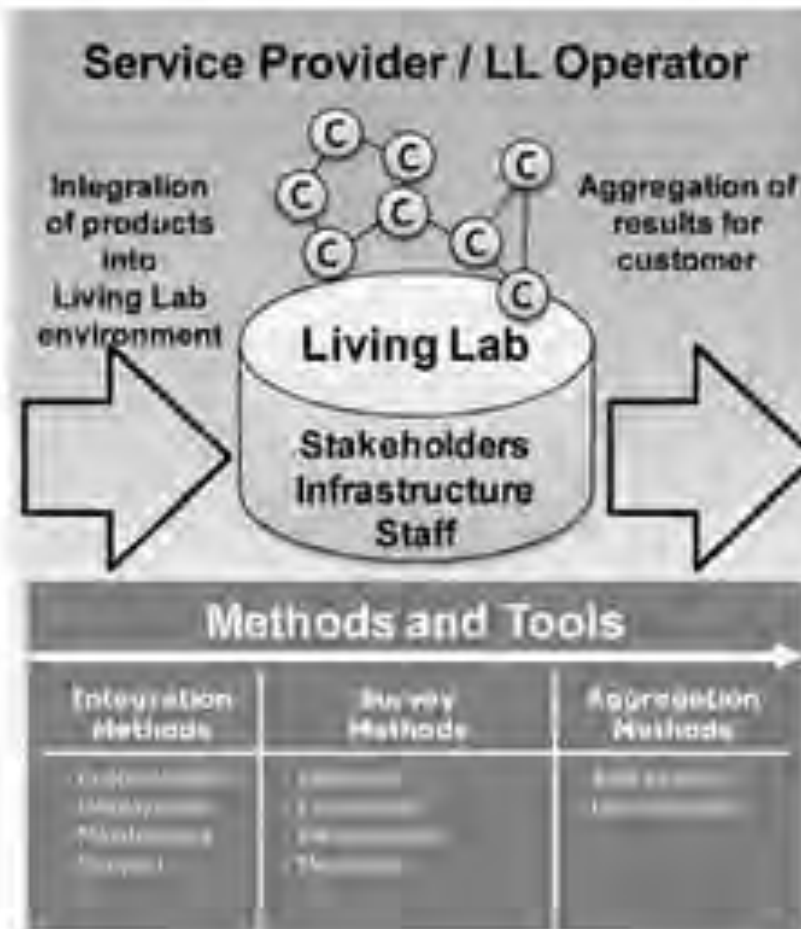 Service Provider / LL Operator
C
C
C
C
C
C
C
C
Integration
of products
into
Living Lab
environment
Aggregation of
results for
customer
Living Lab
Stakeholders
Infrastructure
Staff
Methods and Tools
Integration
Methods
Survey
Methods
Aggregation
Methods